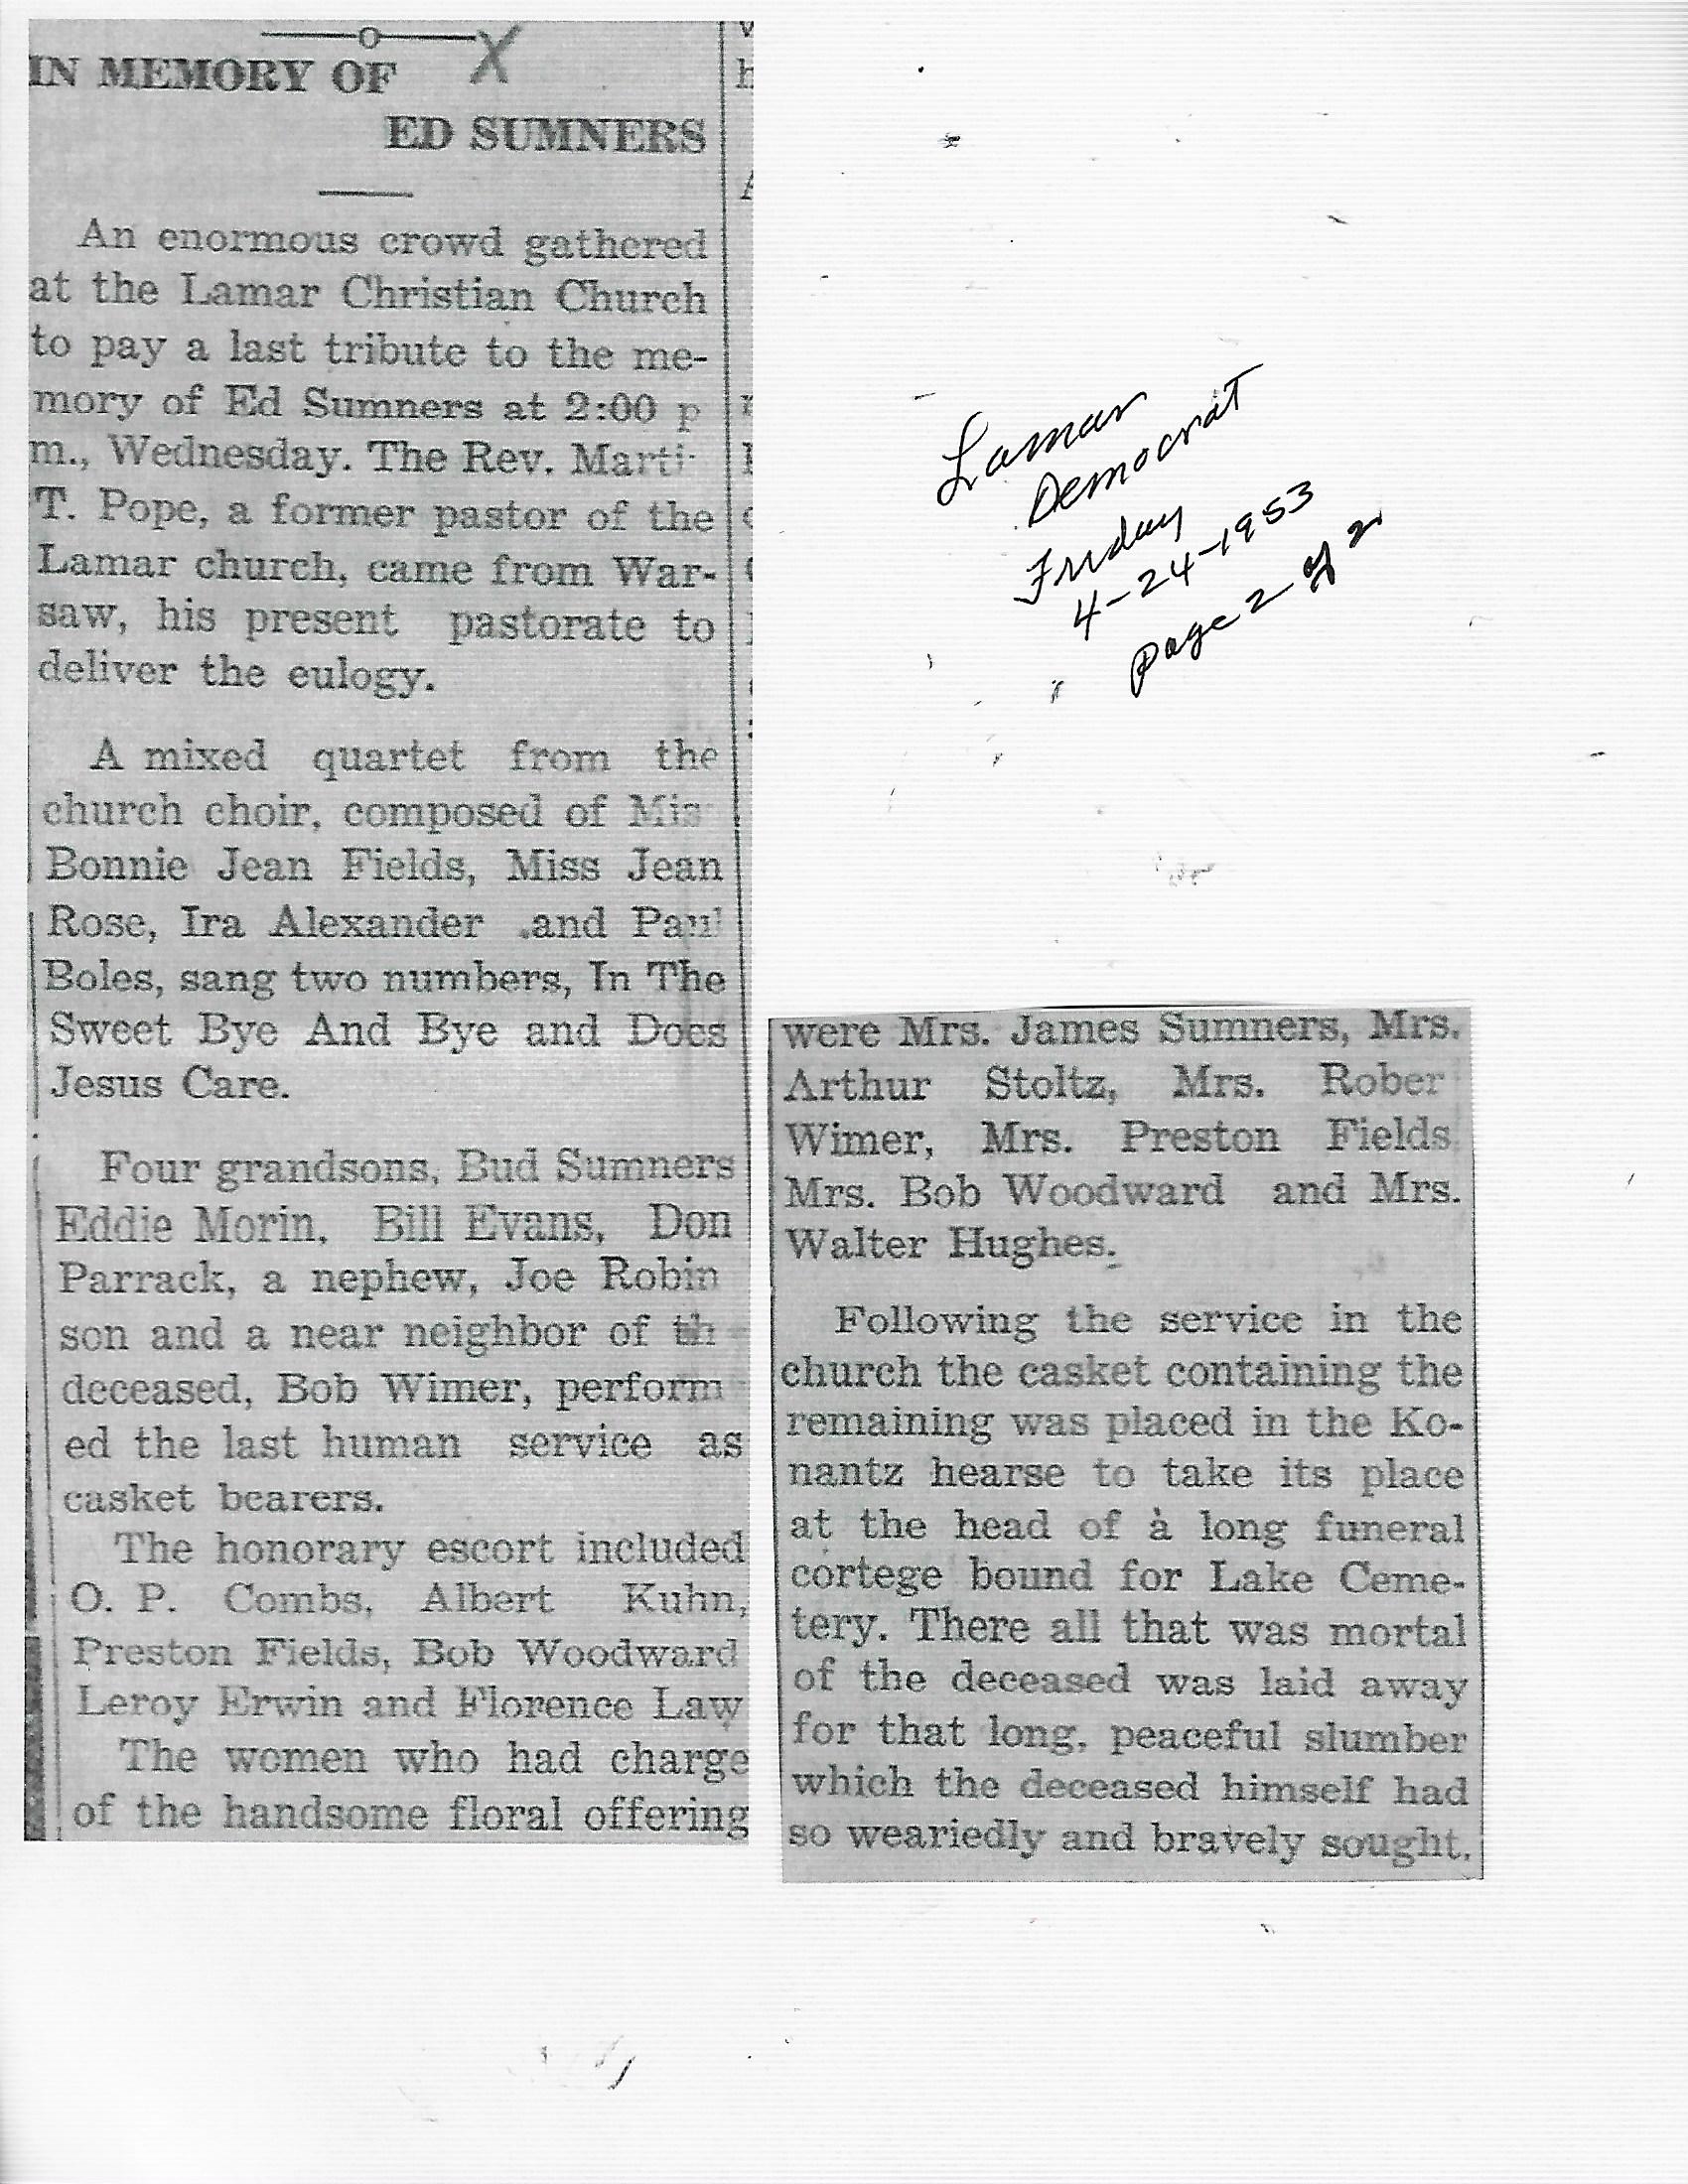 X
IN MEMORY OF
ED SUMNERS
An enormous crowd gathered
at the Lamar Christian Church
to pay a last tribute to the me-
mory of Ed Sumners at 2:00 p
m., Wednesday. The Rev. Marti
T. Pope, a former pastor of the
Lamar church, came from War-
saw, his present pastorate to
deliver the eulogy.
A mixed quartet from the
church choir, composed of Mis
Bonnie Jean Fields, Miss Jean
Rose, Ira Alexander and Paul
Boles, sang two numbers, In The
Sweet Bye And Bye and Does
Jesus Care.
Four grandsons, Bud Sumners
Eddie Morin, Bill Evans, Don
Parrack, a nephew, Joe Robin
son and a near neighbor of th
deceased, Bob Wimer, perform
ed the last human service as
casket bearers.
The honorary escort included
O. P. Combs, Albert Kuhn,
Preston Fields, Bob Woodward
Leroy Erwin and Florence Law
The women who had charge
of the handsome floral offering
were Mrs. James Sumners, Mrs.
Arthur Stoltz, Mrs. Rober
Wimer, Mrs. Preston Fields
Mrs. Bob Woodward and Mrs.
Walter Hughes.
Following the service in the
church the casket containing the
remaining was placed in the Ko-
nantz hearse to take its place
at the head of a long funeral
cortege bound for Lake Ceme-
tery. There all that was mortal
of the deceased was laid away
for that long, peaceful slumber
which the deceased himself had
so weariedly and bravely sought.
Lamar
Democrat
Friday
4-24-1953
Page 2 of 2